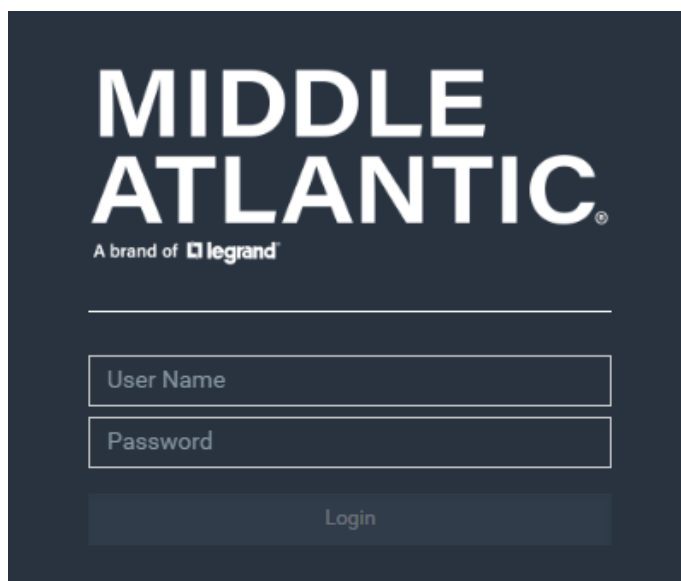 MIDDLE
ATLANTIC®
A brand of legrand®
User Name
Password
Login